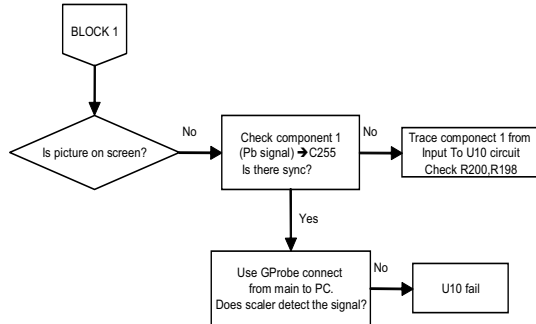 BLOCK 1
Is picture on screen?
No
Check component 1
(Pb signal) ➔C255
Is there sync?
No
Trace component 1 from
Input To U10 circuit
Check R200,R198
Yes
Use GProbe connect
from main to PC.
Does scaler detect the signal?
No
U10 fail